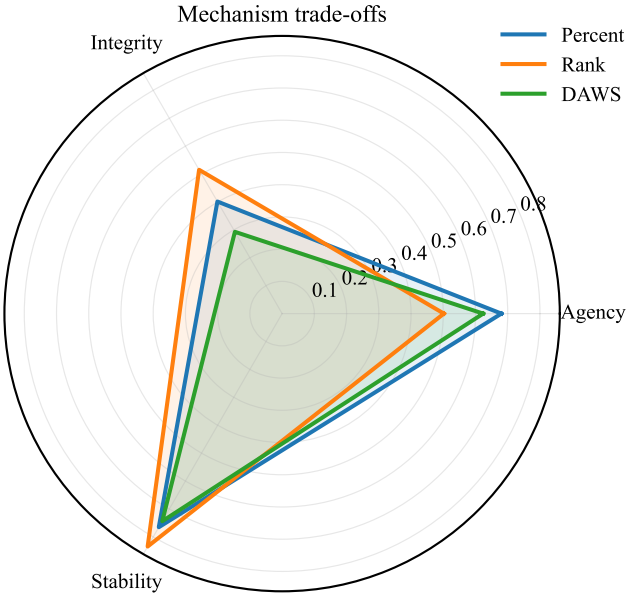 Mechanism trade-offs
Percent
Rank
DAWS
Integrity
0.8
0.7
0.6
0.5
0.4
0.3
0.2
0.1
Agency
Stability